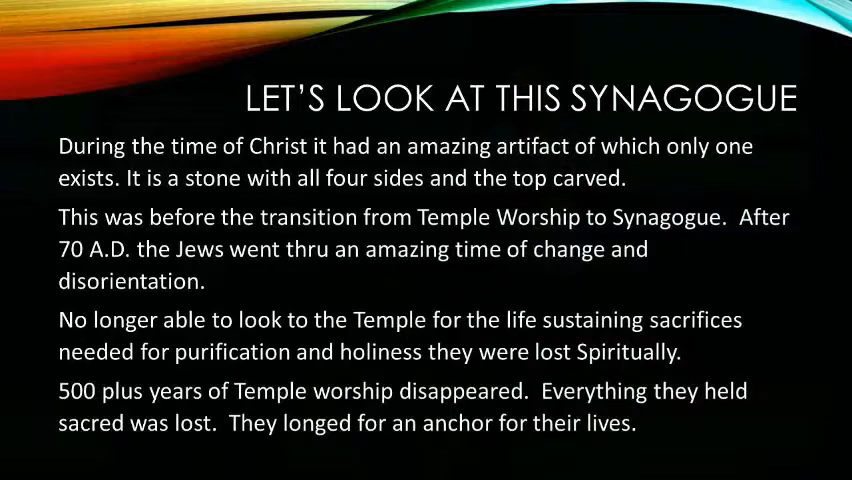 LET'S LOOK AT THIS SYNAGOGUE
During the time of Christ it had an amazing artifact of which only one
exists. It is a stone with all four sides and the top carved.
This was before the transition from Temple Worship to Synagogue.  After
70 A.D. the Jews went thru an amazing time of change and
disorientation.
No longer able to look to the Temple for the life sustaining sacrifices
needed for purification and holiness they were lost Spiritually.
500 plus years of Temple worship disappeared.  Everything they held
sacred was lost.  They longed for an anchor for their lives.